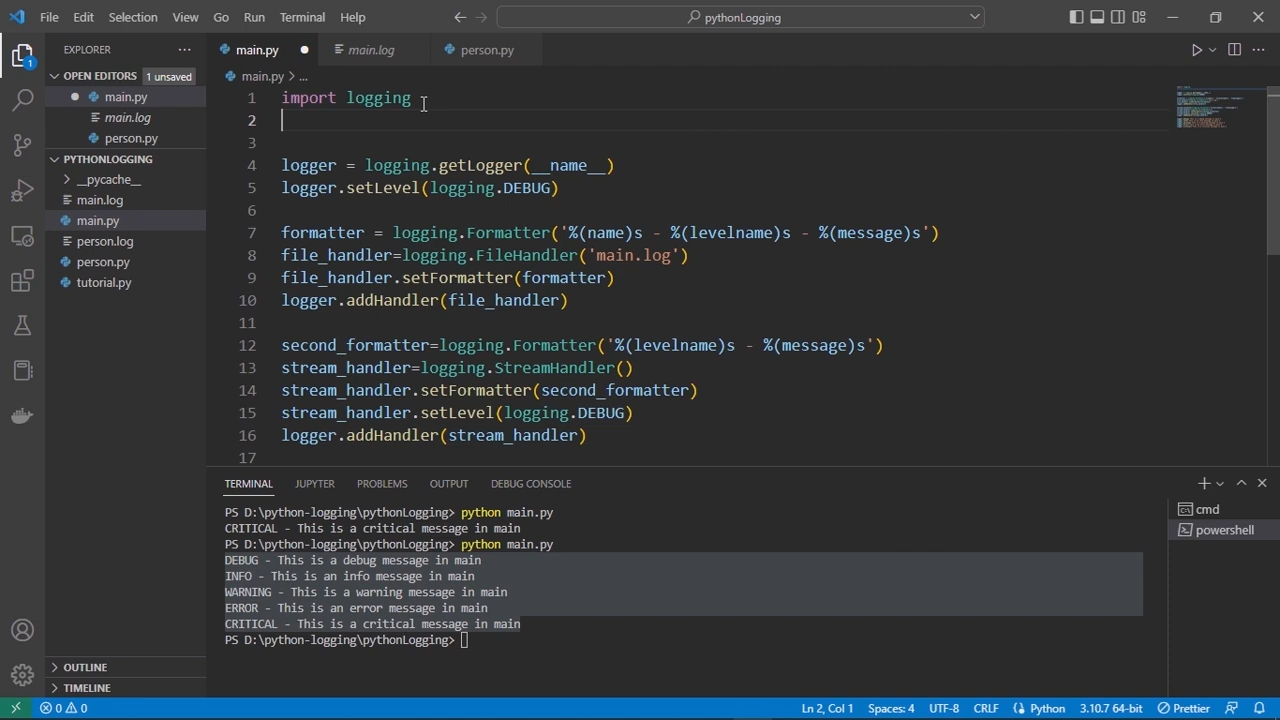 File Edit Selection View Go Run Terminal Help
pythonLogging
EXPLORER
OPEN EDITORS 1 unsaved
main.py
main.log
person.py
PYTHONLOGGING
__pycache__
main.log
main.py
person.log
person.py
tutorial.py
OUTLINE
TIMELINE
1
main.py main.log person.py
main.py > ...
1 import logging
2
3
4 logger = logging.getLogger(__name__)
5 logger.setLevel(logging.DEBUG)
6
7 formatter = logging.Formatter('%(name)s - %(levelname)s - %(message)s')
8 file_handler=logging.FileHandler('main.log')
9 file_handler.setFormatter(formatter)
10 logger.addHandler(file_handler)
11
12 second_formatter=logging.Formatter('%(levelname)s - %(message)s')
13 stream_handler=logging.StreamHandler()
14 stream_handler.setFormatter(second_formatter)
15 stream_handler.setLevel(logging.DEBUG)
16 logger.addHandler(stream_handler)
17
TERMINAL JUPYTER PROBLEMS OUTPUT DEBUG CONSOLE
PS D:\python-logging\pythonLogging> python main.py
CRITICAL - This is a critical message in main
PS D:\python-logging\pythonLogging> python main.py
DEBUG - This is a debug message in main
INFO - This is an info message in main
WARNING - This is a warning message in main
ERROR - This is an error message in main
CRITICAL - This is a critical message in main
PS D:\python-logging\pythonLogging>
cmd
powershell
0 0 Ln 2, Col 1 Spaces: 4 UTF-8 CRLF Python 3.10.7 64-bit Prettier